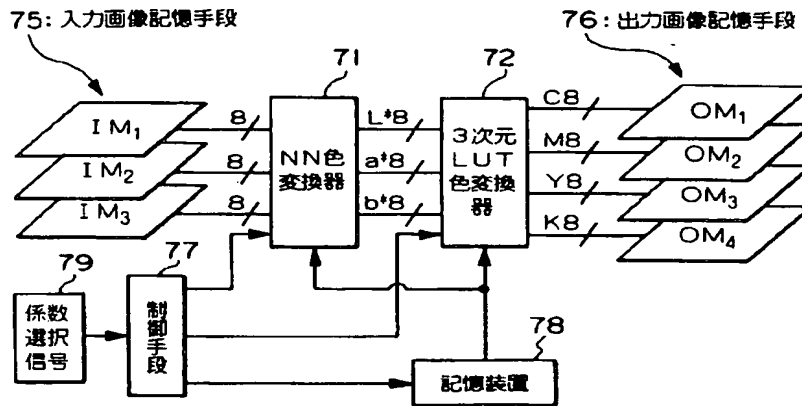 75:入力画像記憶手段
76:出力画像記憶手段
71
72
IM₁
IM₂
IM₃
8
8
8
NN色
変換器
L*8
a*8
b*8
3次元
LUT
色変換
器
C8
M8
Y8
K8
OM₁
OM₂
OM₃
OM₄
79
係数
選択
信号
77
制御手段
78
記憶装置